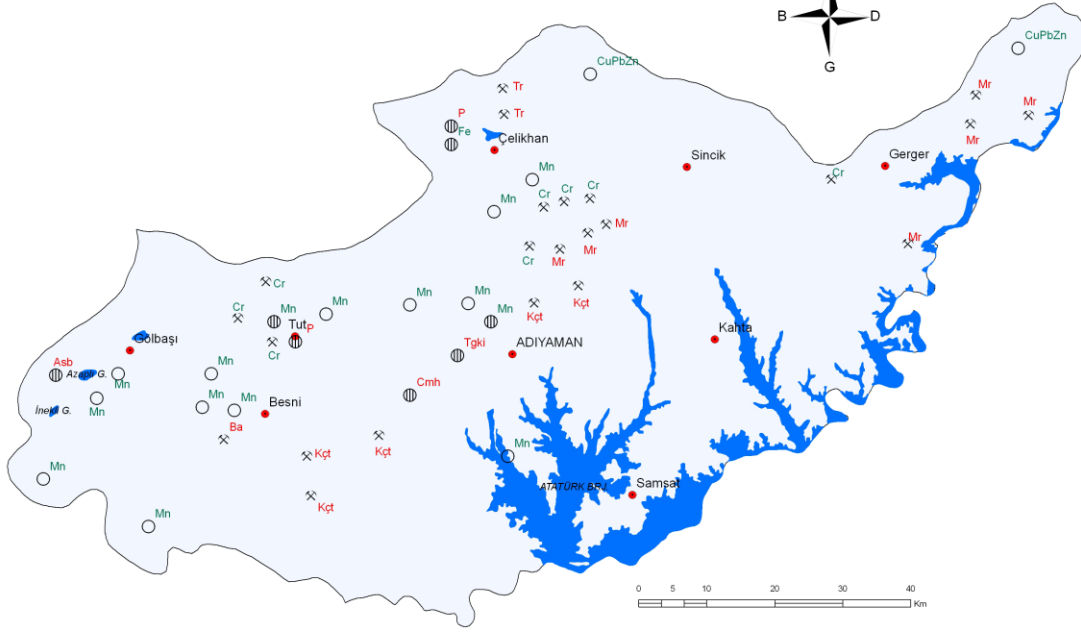 B D
G
CuPbZn
CuPbZn
Tr
Mr
Mr
Tr
Mr
P
Fe
Çelikhan
Sincik
Gerger
Mn
Cr
Cr
Cr
Cr
Mn
Mr
Mr
Mr
Cr
Mr
Cr
Cr
Mn
Mn
Mn
Mn
Mn
Kçt
Kçt
Tut
P
Gölbaşı
Cr
Tgki
ADIYAMAN
Kahta
Asb
Azaplı G.
Mn
Mn
Cmh
İnekli G.
Mn
Mn
Mn
Besni
Ba
Kçt
Kçt
Mn
Mn
ATATÜRK BRJ.
Samsat
Kçt
Mn
0 5 10 20 30 40
Km